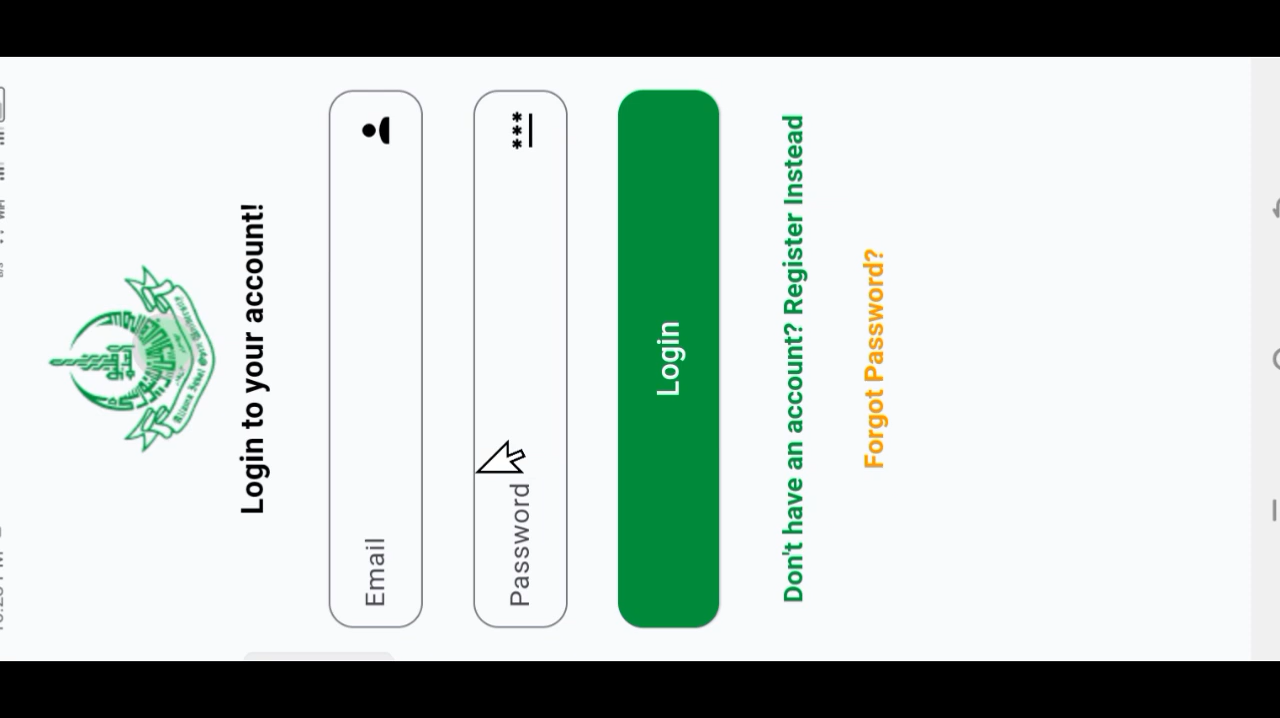 Login to your account!
Email
Password
***
Login
Don't have an account? Register Instead
Forgot Password?